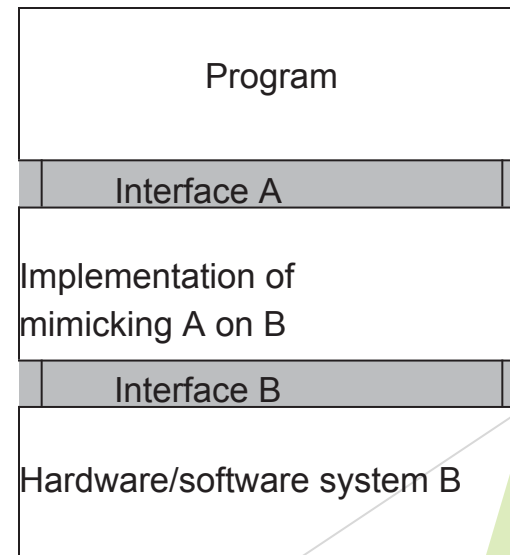 Program
Interface A
Implementation of
mimicking A on B
Interface B
Hardware/software system B